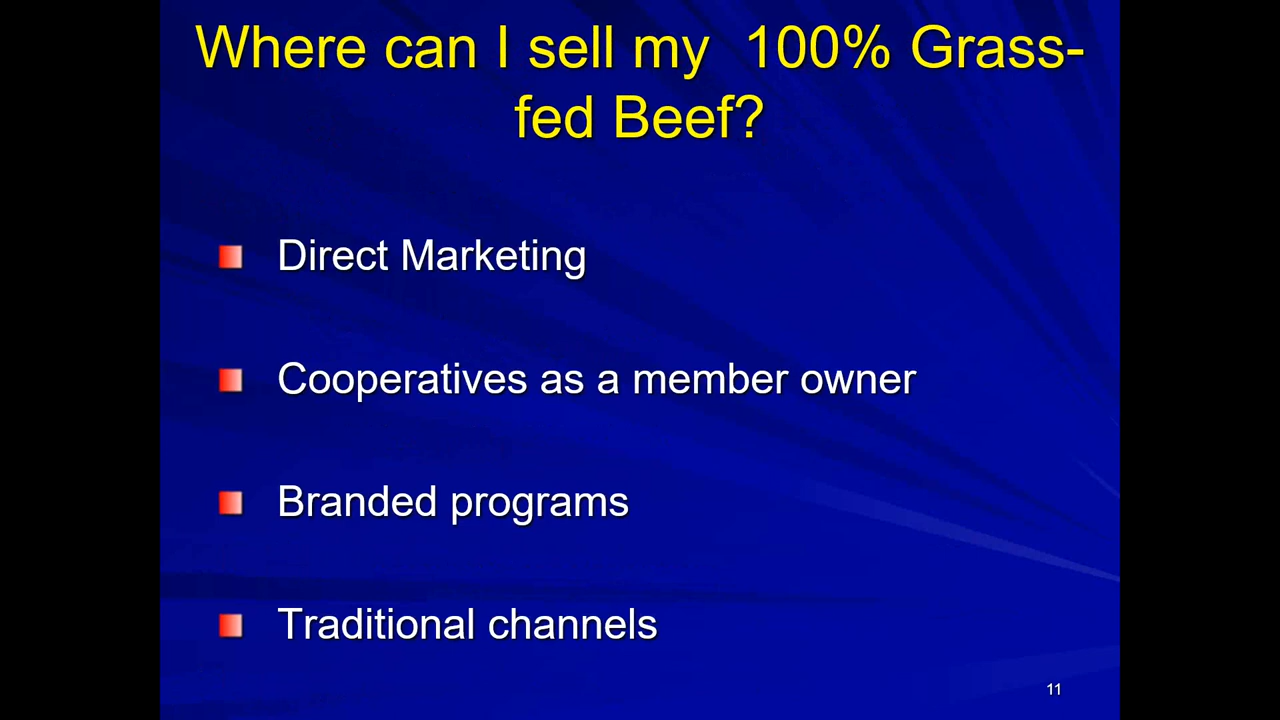 Where can I sell my  100% Grass-
fed Beef?
Direct Marketing
Cooperatives as a member owner
Branded programs
Traditional channels
11